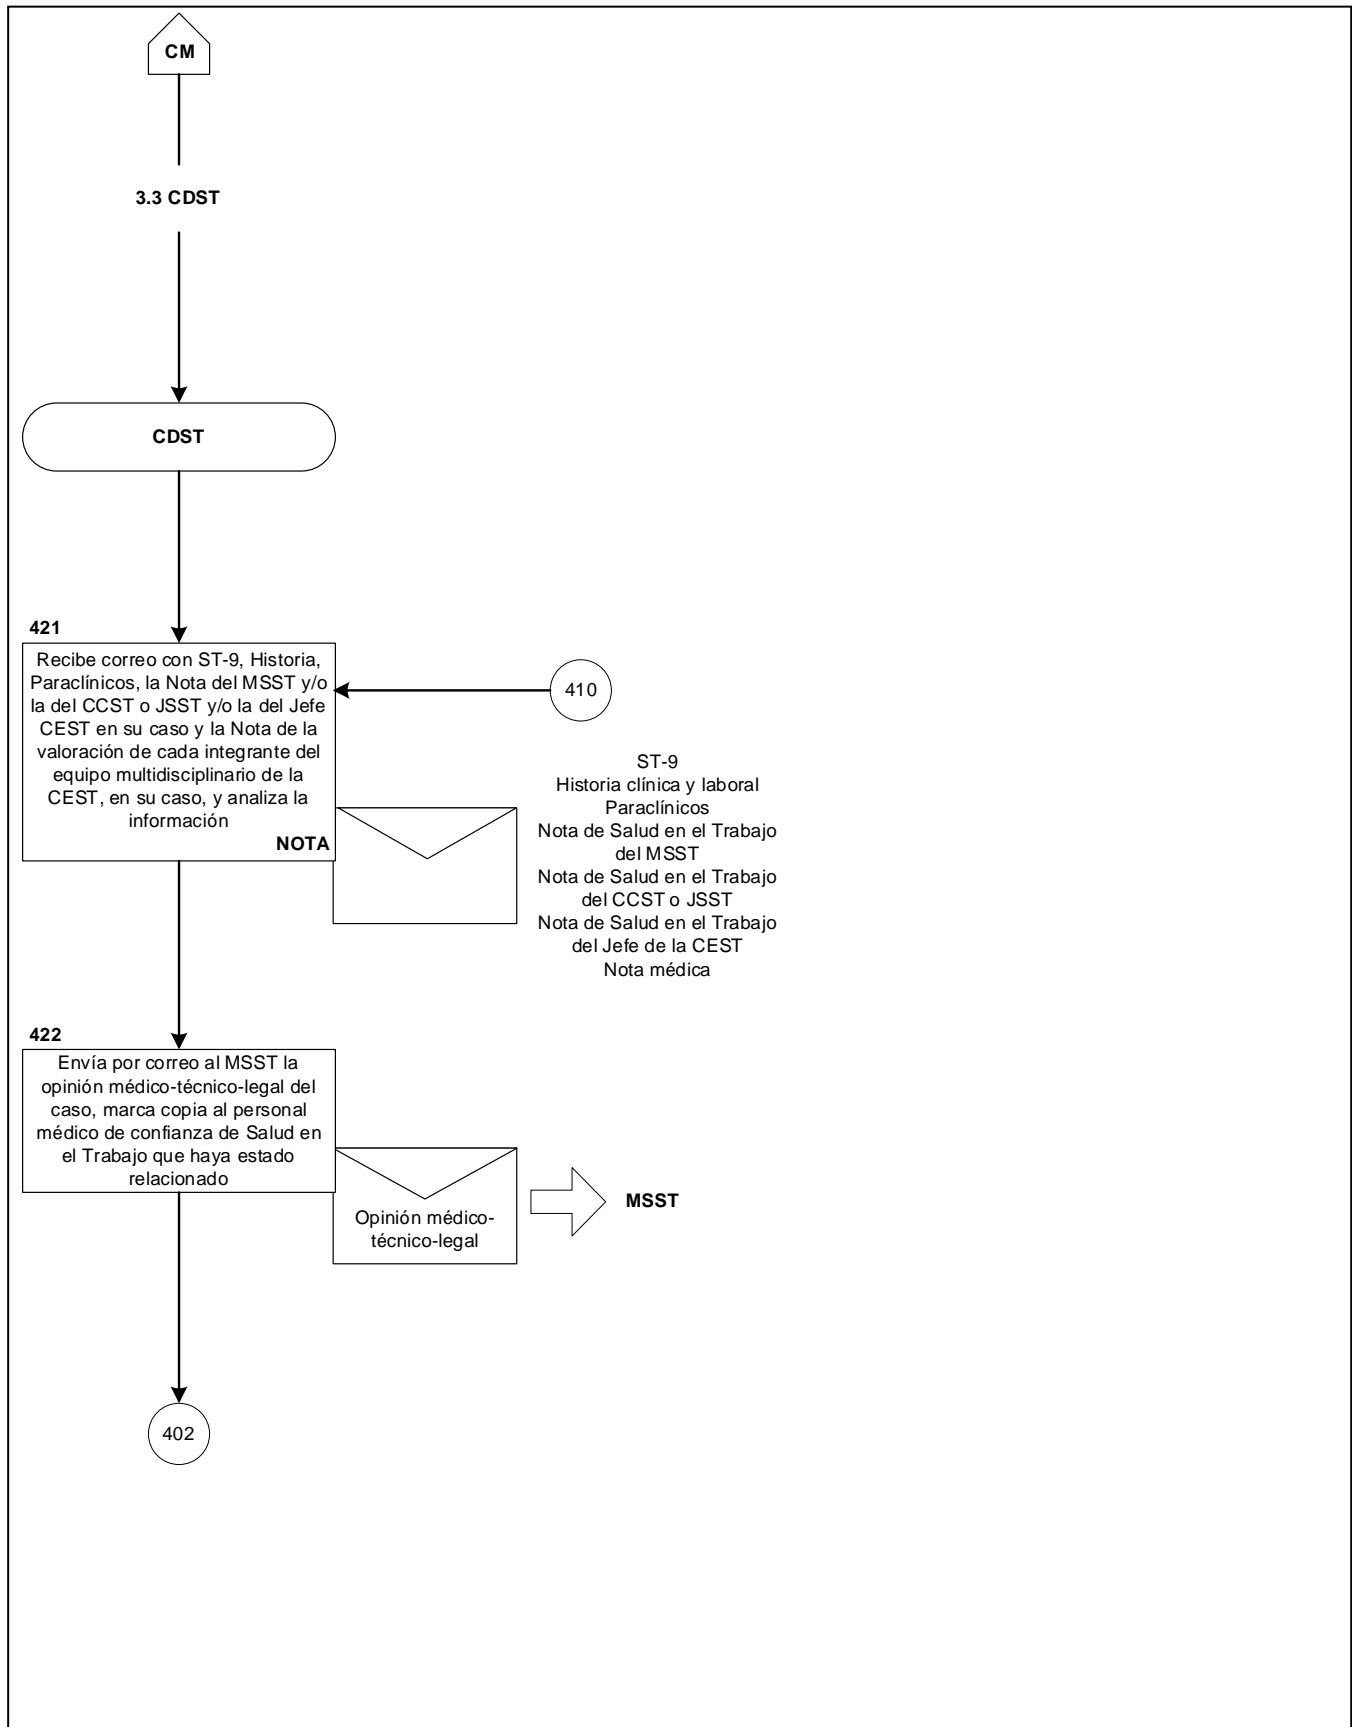 CM
3.3 CDST
CDST
421
Recibe correo con ST-9, Historia,
Paraclínicos, la Nota del MSST y/o
la del CCST o JSST y/o la del Jefe
CEST en su caso y la Nota de la
valoración de cada integrante del
equipo multidisciplinario de la
CEST, en su caso, y analiza la
información
NOTA
410
ST-9
Historia clínica y laboral
Paraclínicos
Nota de Salud en el Trabajo
del MSST
Nota de Salud en el Trabajo
del CCST o JSST
Nota de Salud en el Trabajo
del Jefe de la CEST
Nota médica
422
Envía por correo al MSST la
opinión médico-técnico-legal del
caso, marca copia al personal
médico de confianza de Salud en
el Trabajo que haya estado
relacionado
Opinión médico-
técnico-legal
MSST
402